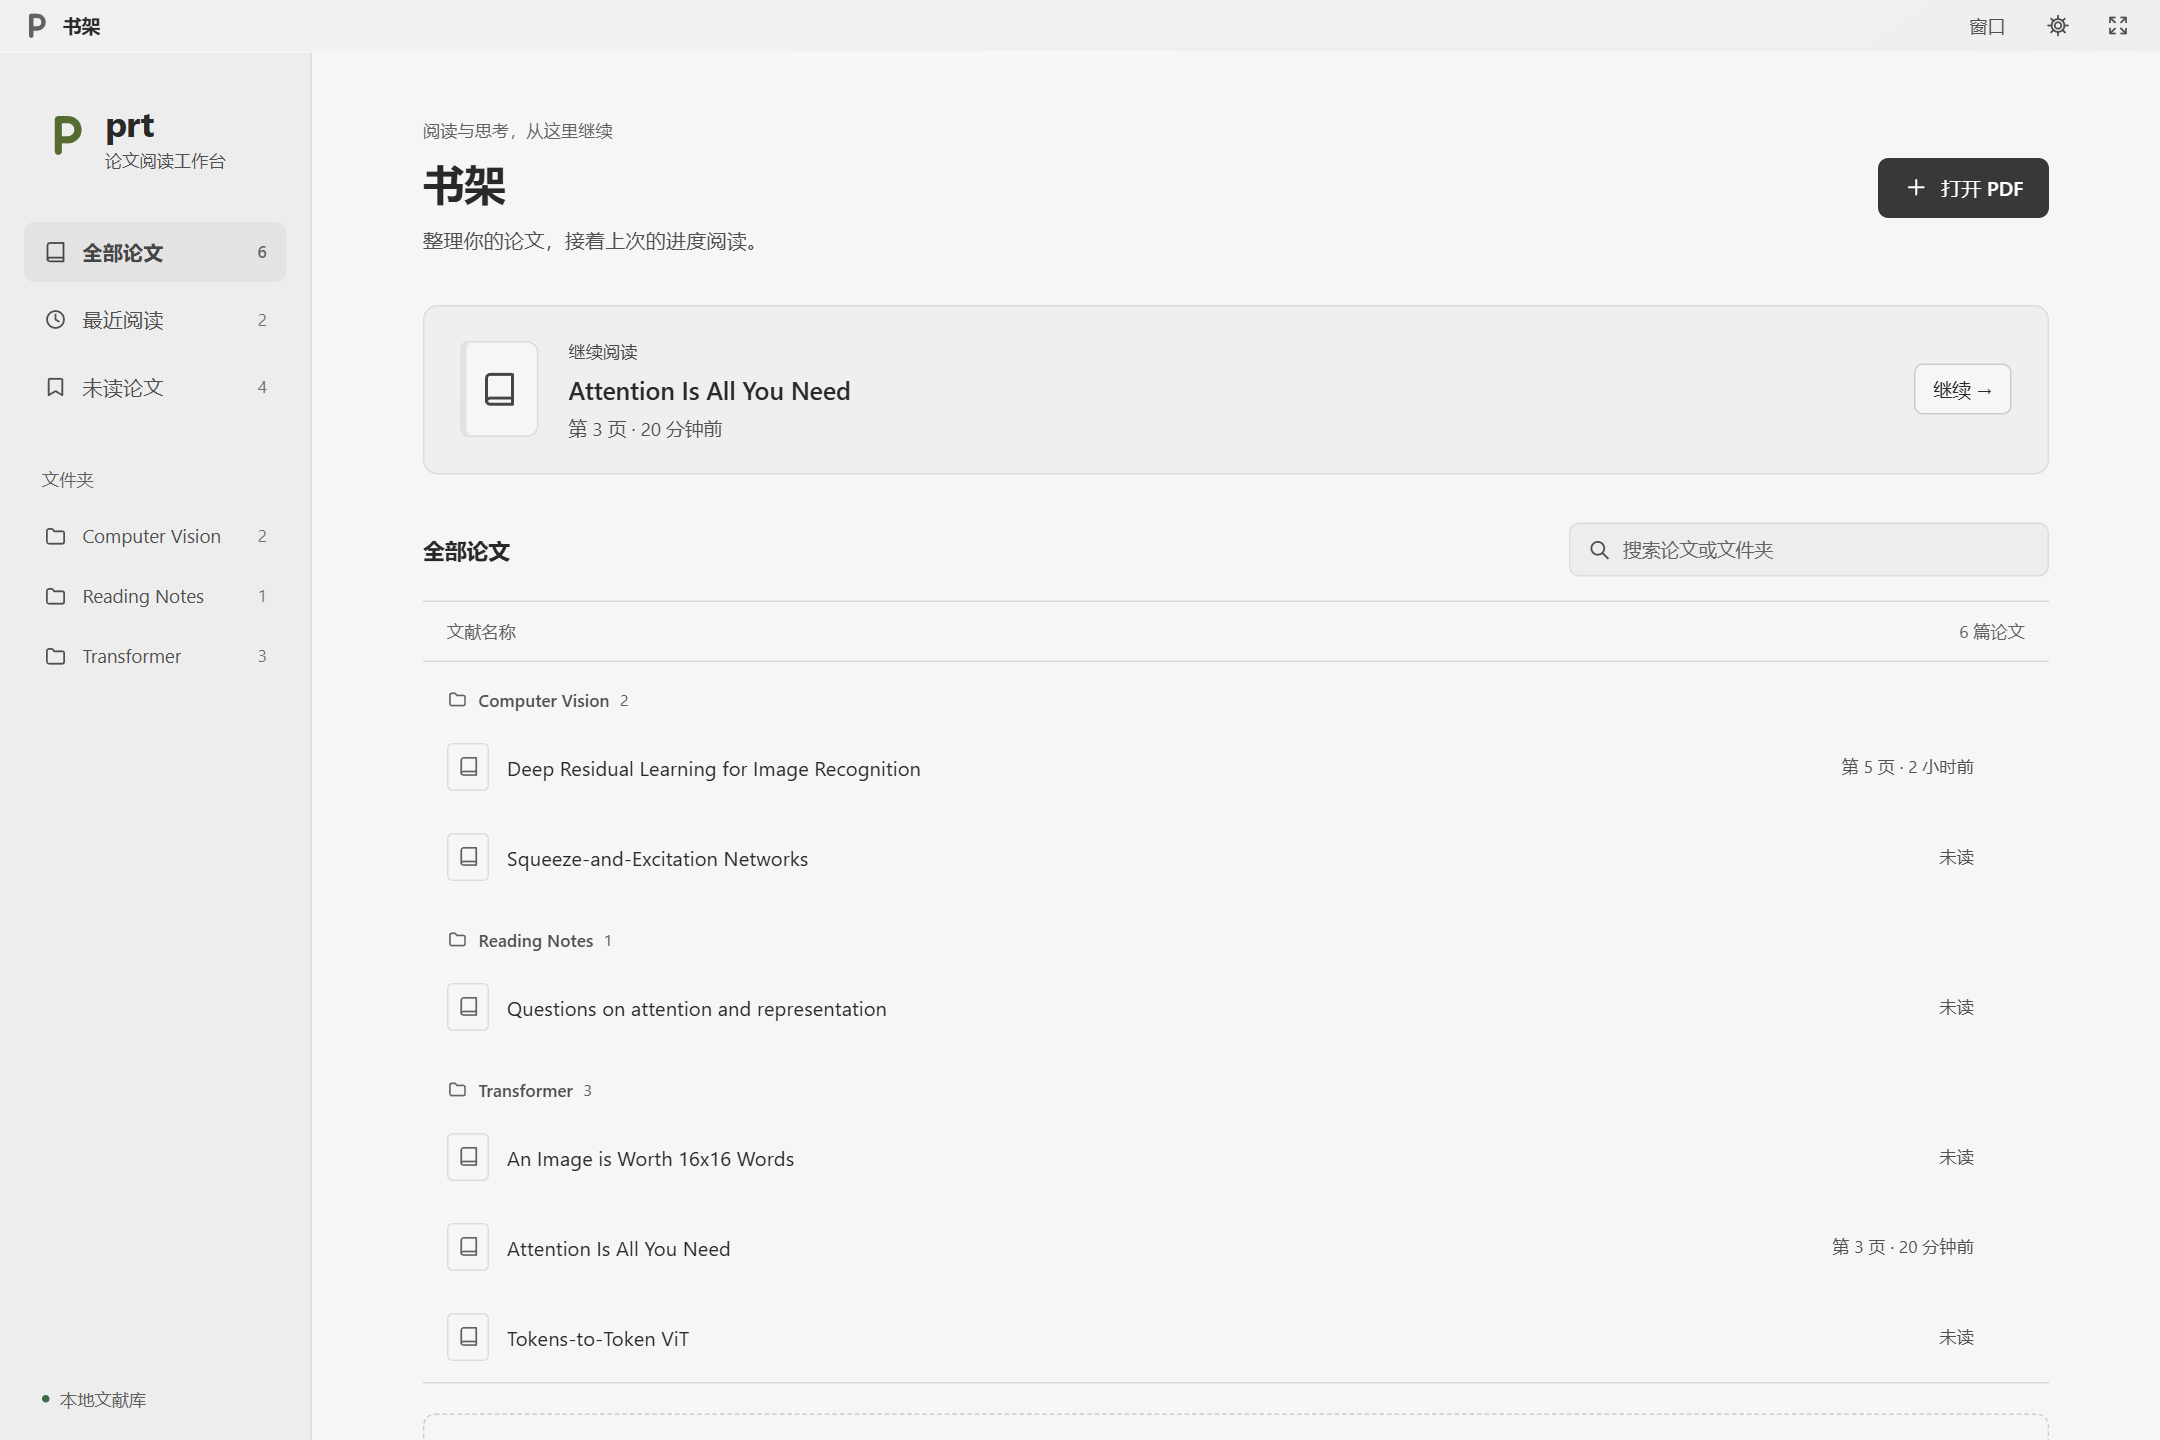 书架
窗口
prt
论文阅读工作台
全部论文 6
最近阅读 2
未读论文 4
文件夹
Computer Vision 2
Reading Notes 1
Transformer 3
本地文献库
阅读与思考，从这里继续
书架
整理你的论文，接着上次的进度阅读。
+ 打开 PDF
继续阅读
Attention Is All You Need
第 3 页 · 20 分钟前
继续 →
全部论文
搜索论文或文件夹
文献名称 6 篇论文
Computer Vision 2
Deep Residual Learning for Image Recognition 第 5 页 · 2 小时前
Squeeze-and-Excitation Networks 未读
Reading Notes 1
Questions on attention and representation 未读
Transformer 3
An Image is Worth 16x16 Words 未读
Attention Is All You Need 第 3 页 · 20 分钟前
Tokens-to-Token ViT 未读